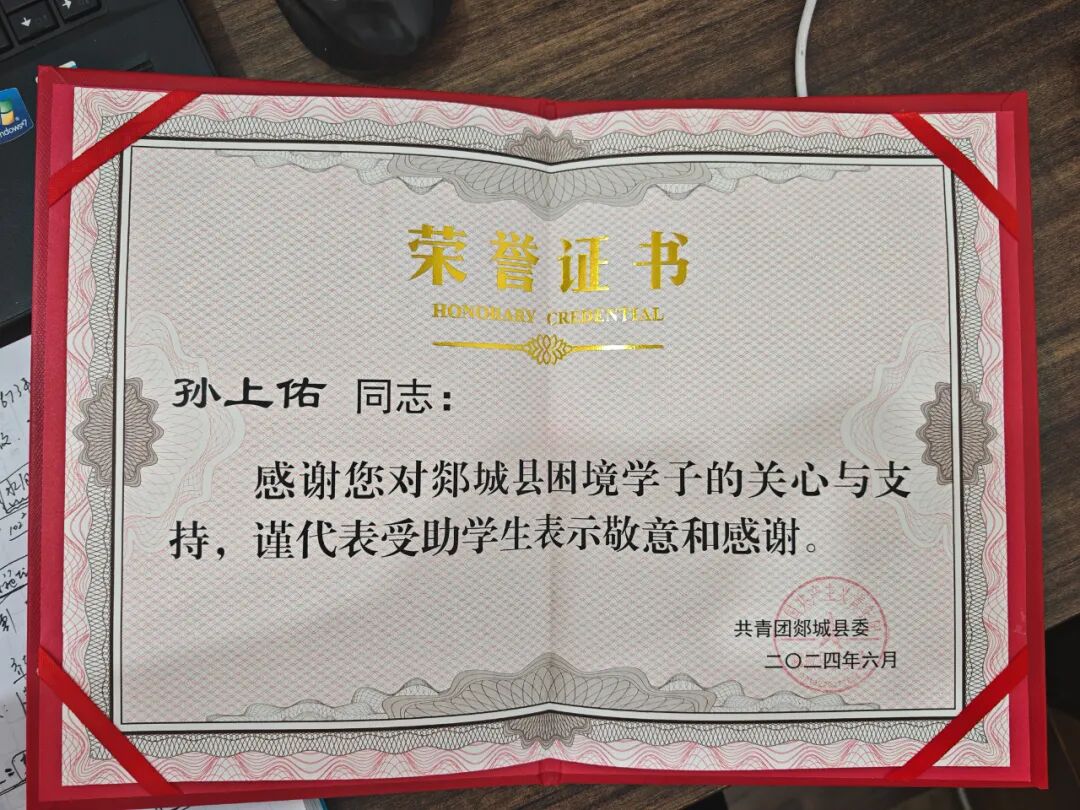 荣誉证书
HONORARY CREDENTIAL
孙上佑 同志：
感谢您对郯城县困境学子的关心与支
持，谨代表受助学生表示敬意和感谢。
共青团郯城县委
二〇二四年六月